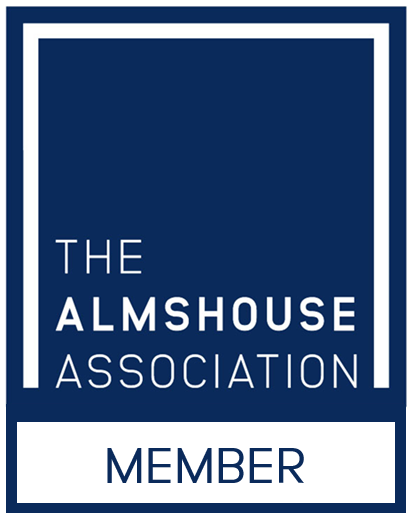 THE
ALMSHOUSE
ASSOCIATION
MEMBER